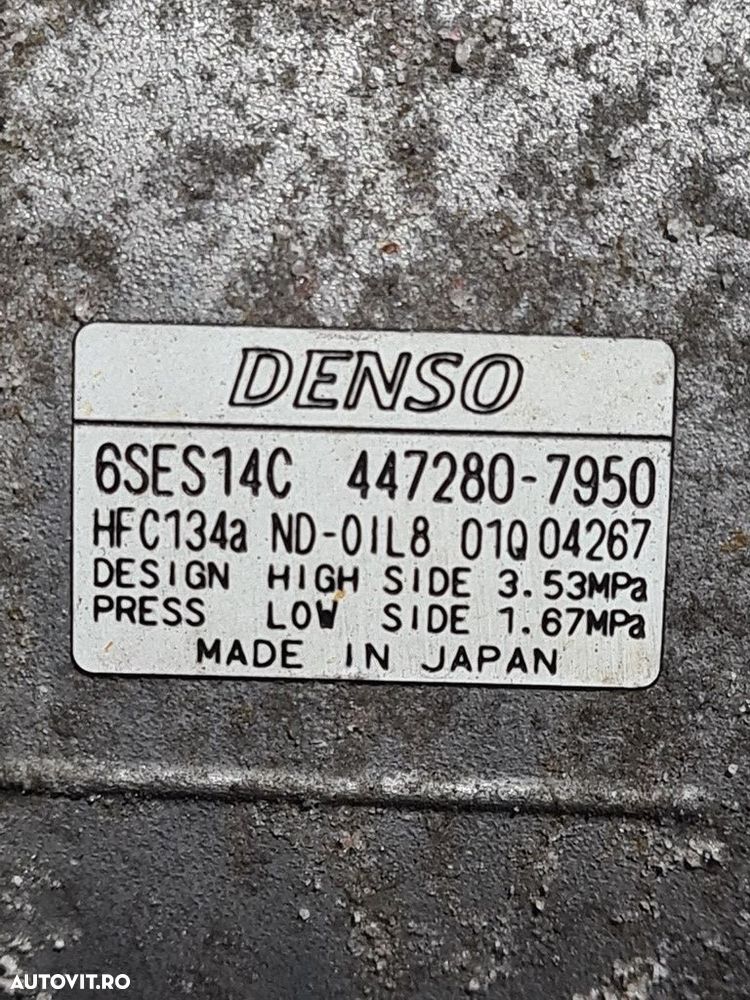 DENSO
6SES14C 447280-7950
HFC134a ND-OIL8 01Q04267
DESIGN HIGH SIDE 3.53MPa
PRESS LOW SIDE 1.67MPa
MADE IN JAPAN
AUTOVIT.RO